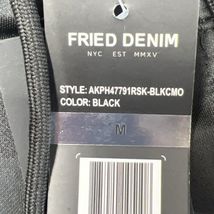 FRIED DENIM
NYC EST MMXV
STYLE: AKPH47791RSK-BLKCMO
COLOR: BLACK
M